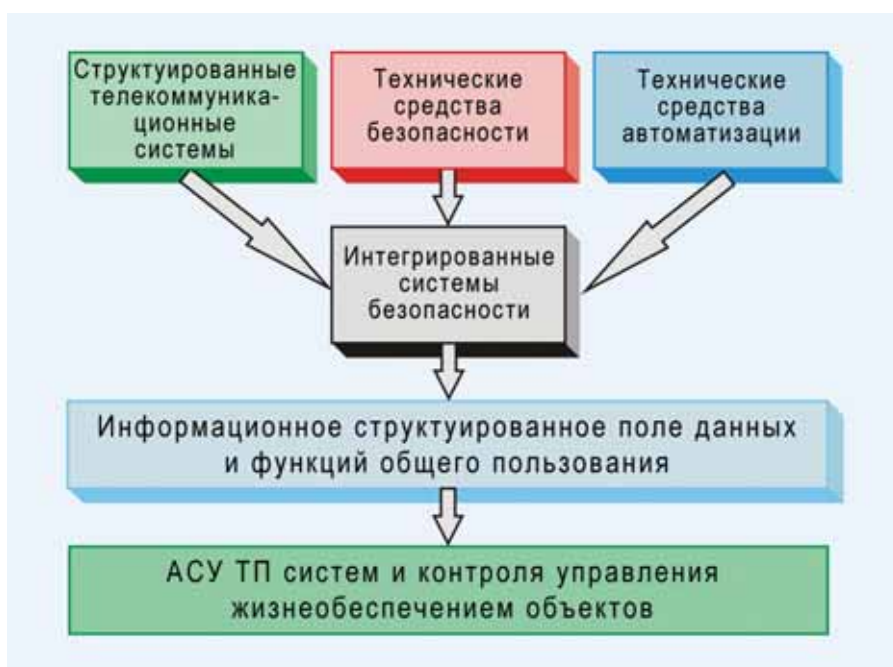 Структуированные
телекоммуника-
ционные
системы
Технические
средства
безопасности
Технические
средства
автоматизации
Интегрированные
системы
безопасности
Информационное структуированное поле данных
и функций общего пользования
АСУ ТП систем и контроля управления
жизнеобеспечением объектов